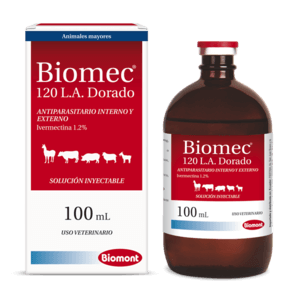 Animales mayores
Biomec®
120 L.A. Dorado
ANTIPARASITARIO INTERNO Y
EXTERNO
Ivermectina 1.2%
SOLUCIÓN INYECTABLE
100 mL
USO VETERINARIO
Biomont
Biomec®
120 L.A. Dorado
ANTIPARASITARIO INTERNO Y EXTERNO
Ivermectina 1.2%
SOLUCIÓN INYECTABLE
100 mL
USO VETERINARIO
Biomont